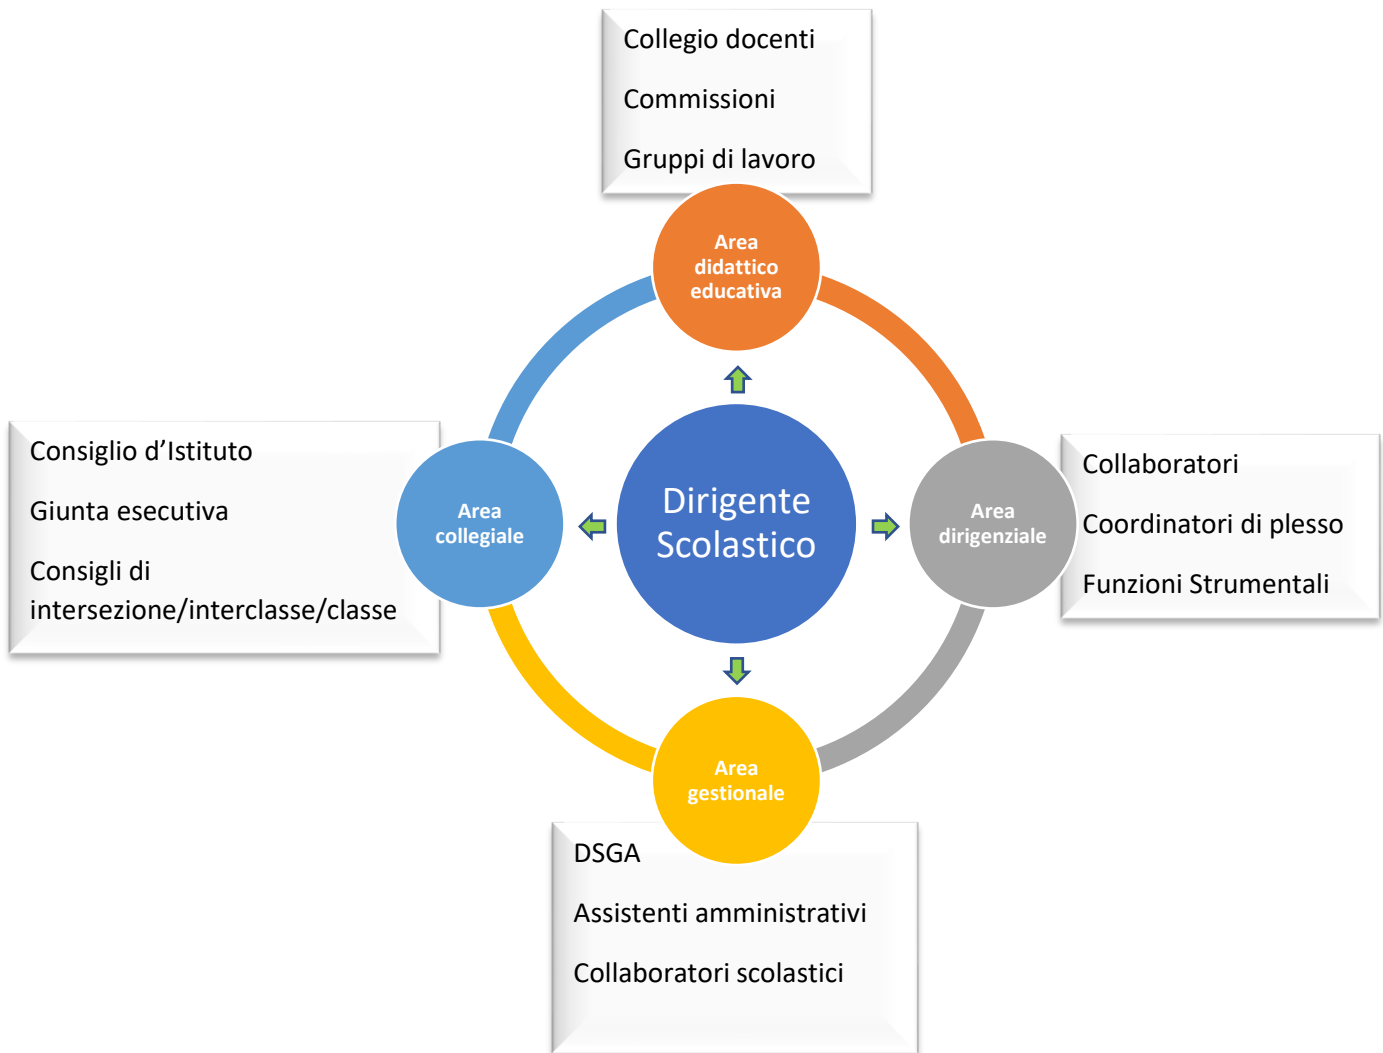 Collegio docenti
Commissioni
Gruppi di lavoro
Area
didattico
educativa
Consiglio d’Istituto
Giunta esecutiva
Consigli di
intersezione/interclasse/classe
Area
collegiale
Dirigente
Scolastico
Area
dirigenziale
Collaboratori
Coordinatori di plesso
Funzioni Strumentali
Area
gestionale
DSGA
Assistenti amministrativi
Collaboratori scolastici